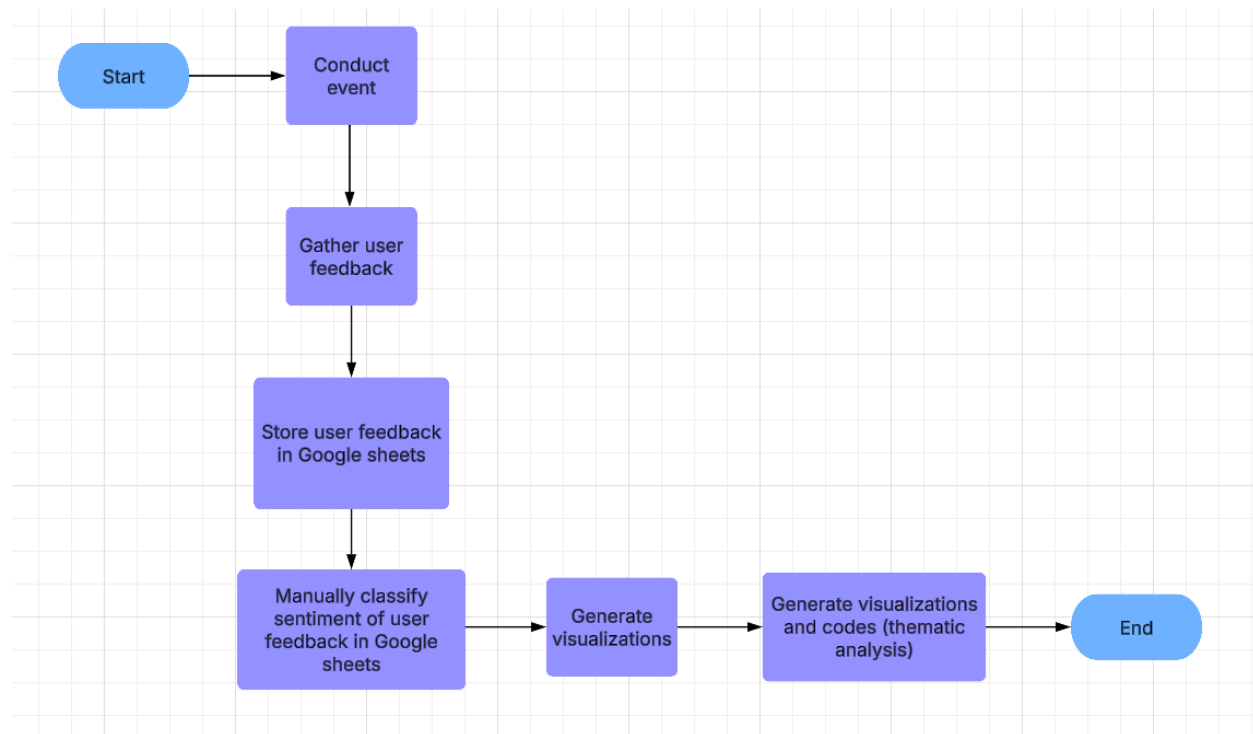 Start
Conduct
event
Gather user
feedback
Store user feedback
in Google sheets
Manually classify
sentiment of user
feedback in Google
sheets
Generate
visualizations
Generate visualizations
and codes (thematic
analysis)
End